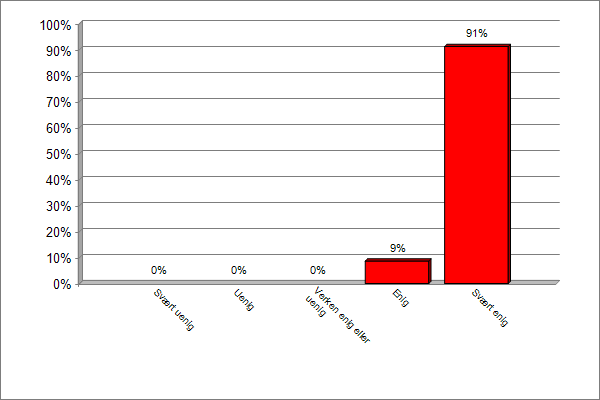 100%
90%
80%
70%
60%
50%
40%
30%
20%
10%
0%
0%
0%
0%
9%
91%
Svært uenig
Uenig
Verken enig eller
uenig
Enig
Svært enig